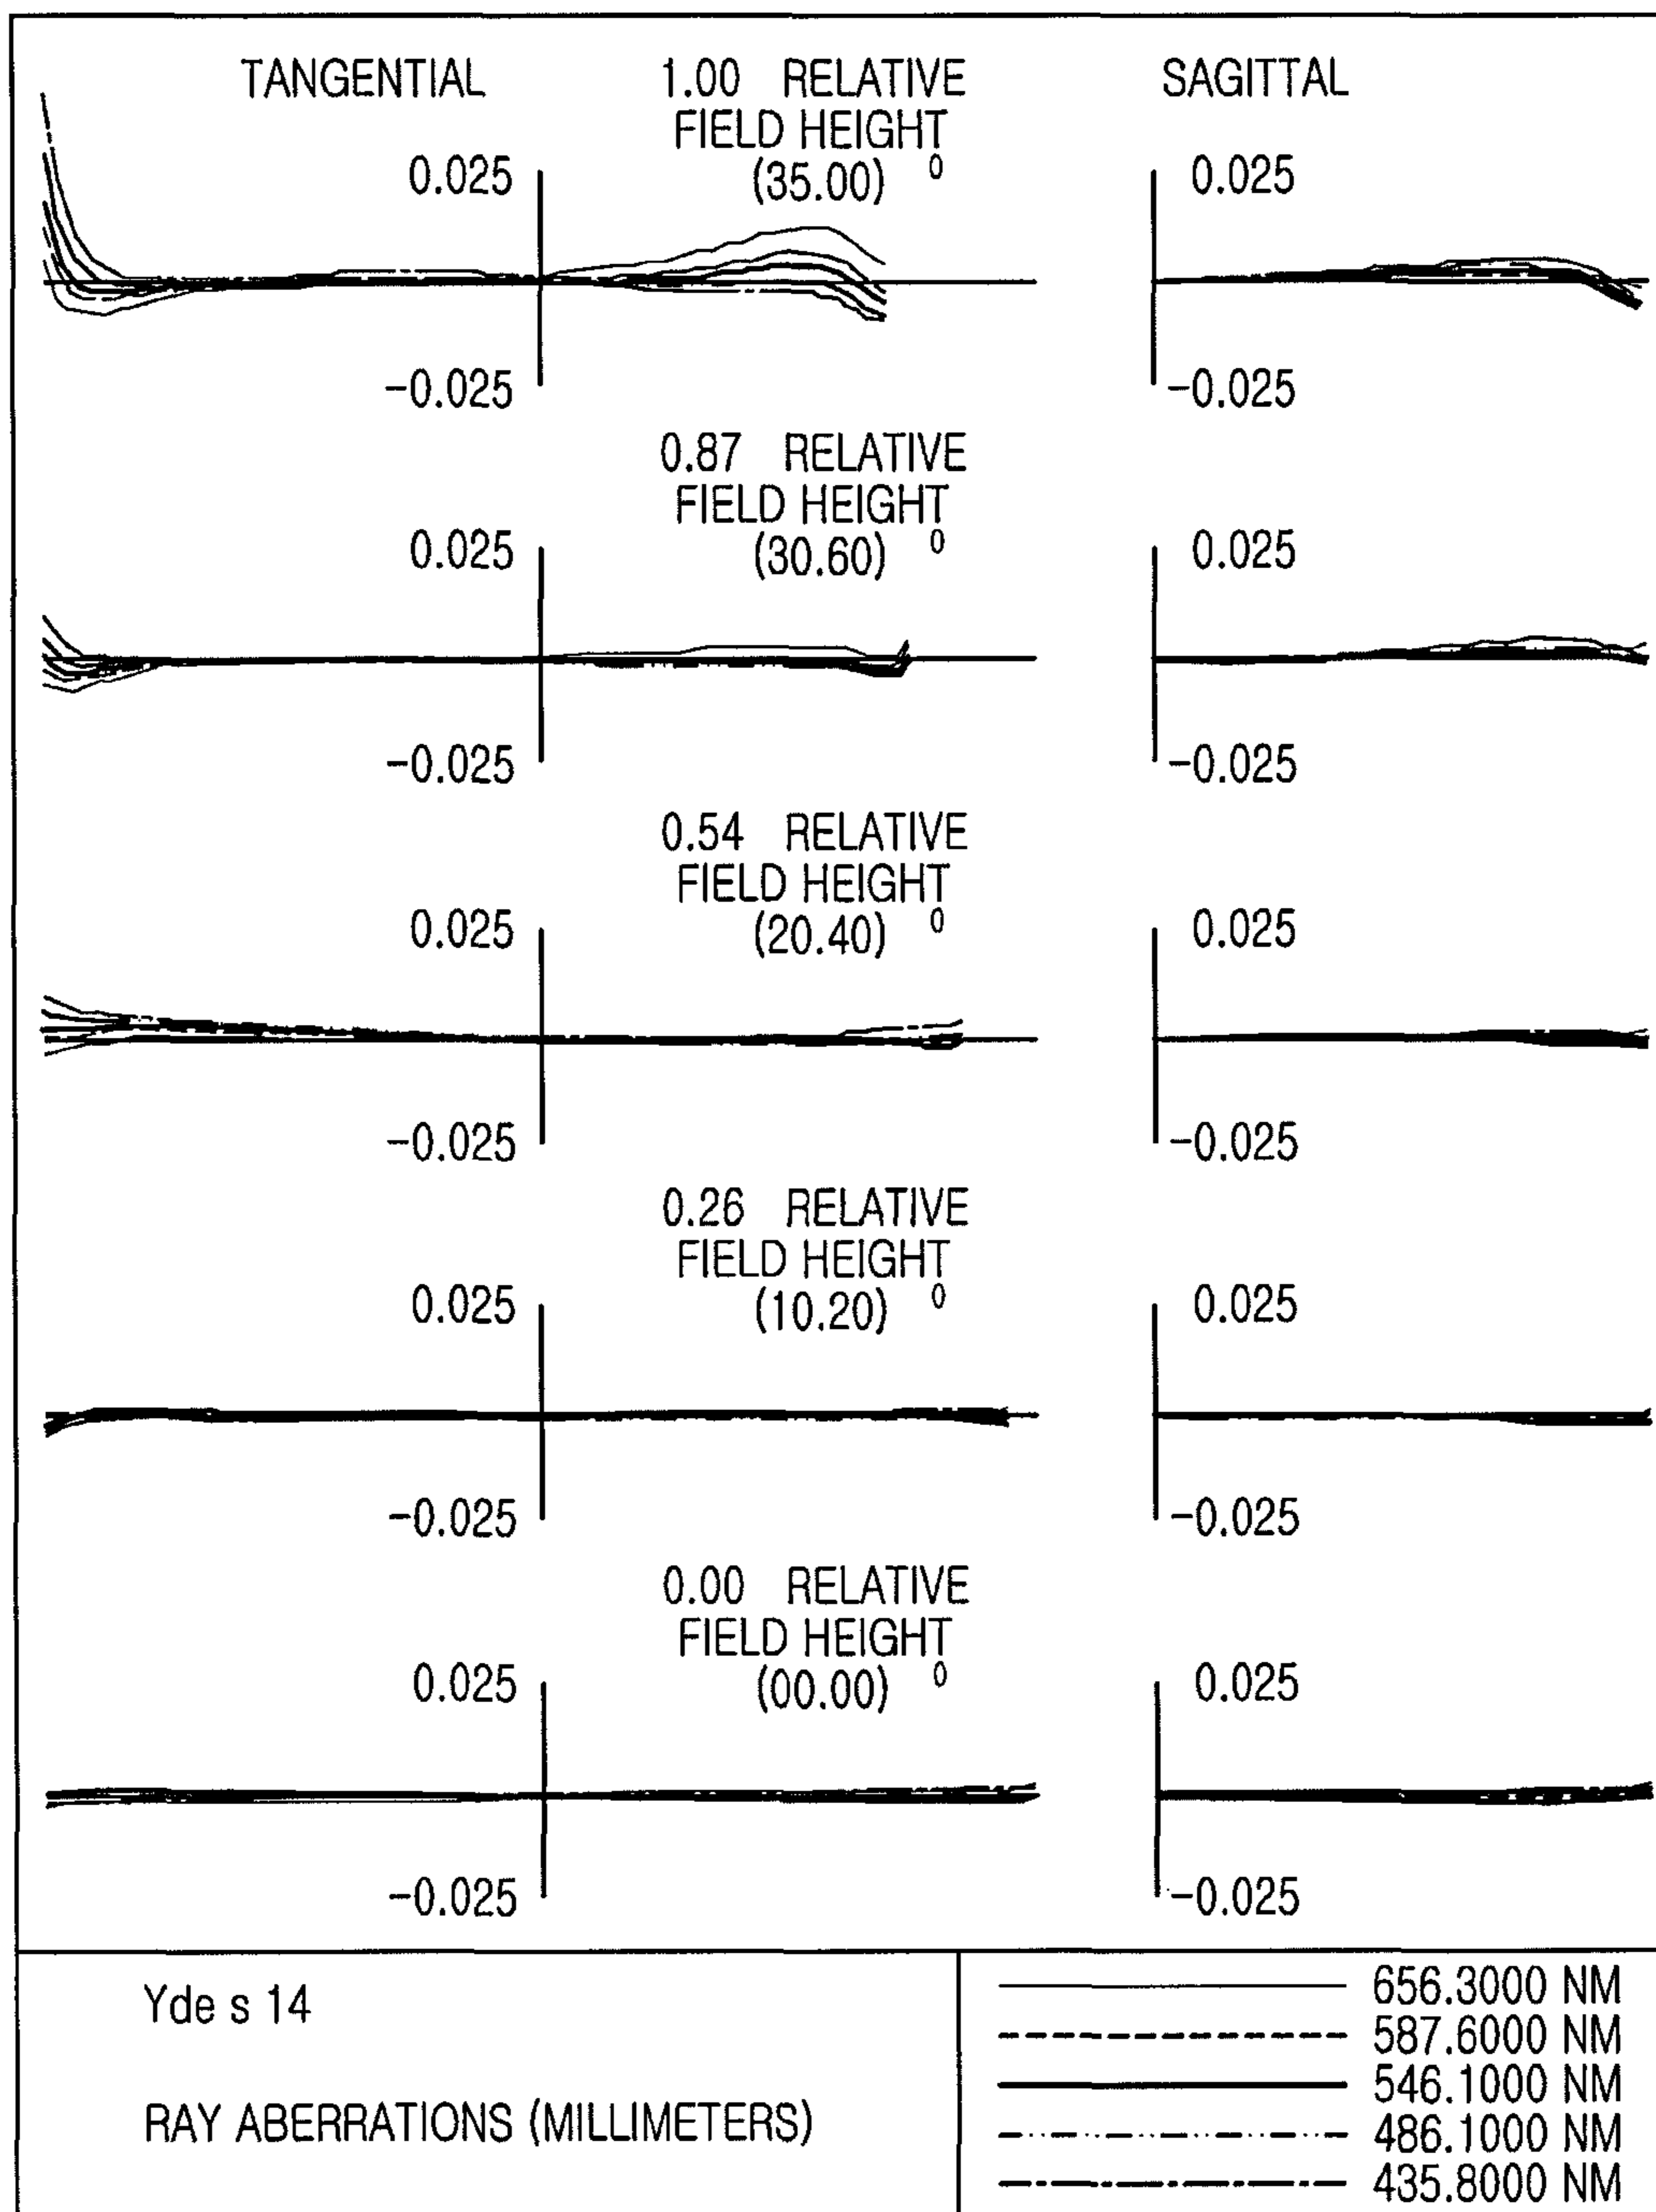 TANGENTIAL 1.00 RELATIVE SAGITTAL
FIELD HEIGHT
0.025 (35.00) 0 0.025
-0.025 -0.025
0.87 RELATIVE
FIELD HEIGHT
0.025 (30.60) 0 0.025
-0.025 -0.025
0.54 RELATIVE
FIELD HEIGHT
0.025 (20.40) 0 0.025
-0.025 -0.025
0.26 RELATIVE
FIELD HEIGHT
0.025 (10.20) 0 0.025
-0.025 -0.025
0.00 RELATIVE
FIELD HEIGHT
0.025 (00.00) 0 0.025
-0.025 -0.025
Yde s 14
RAY ABERRATIONS (MILLIMETERS)
656.3000 NM
587.6000 NM
546.1000 NM
486.1000 NM
435.8000 NM